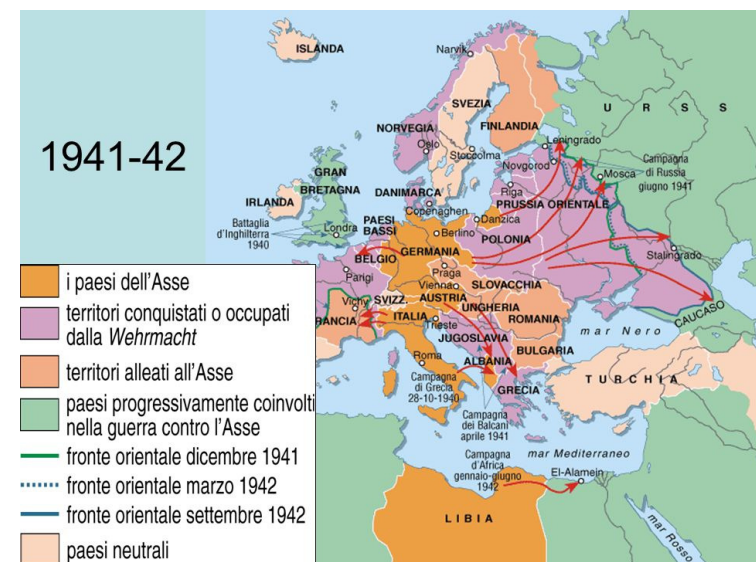 1941-42
i paesi dell'Asse
territori conquistati o occupati
dalla Wehrmacht
territori alleati all'Asse
paesi progressivamente coinvolti
nella guerra contro l'Asse
fronte orientale dicembre 1941
fronte orientale marzo 1942
fronte orientale settembre 1942
paesi neutrali
ISLANDA
Narvik
SVEZIA
FINLANDIA
NORVEGIA
Oslo
Stoccolma
URSS
Leningrado
Novgorod
Campagna
di Russia
giugno 1941
Mosca
GRAN
BRETAGNA
IRLANDA
DANIMARCA
Copenaghen
Riga
PRUSSIA ORIENTALE
Battaglia
d'Inghilterra
1940
Londra
PAESI
BASSI
Danzica
Berlino
POLONIA
BELGIO
GERMANIA
Stalingrado
Parigi
Praga
Vienna
SLOVACCHIA
Vichy
SVIZZ.
AUSTRIA
UNGHERIA
CAUCASO
RANCIA
ITALIA
Trieste
ROMANIA
mar Nero
JUGOSLAVIA
Roma
ALBANIA
BULGARIA
TURCHIA
Campagna
di Grecia
28-10-1940
GRECIA
Campagna
dei Balcani
aprile 1941
mar Mediterraneo
Campagna
d'Africa
gennaio-giugno
1942
El-Alamein
LIBIA
mar Rosso